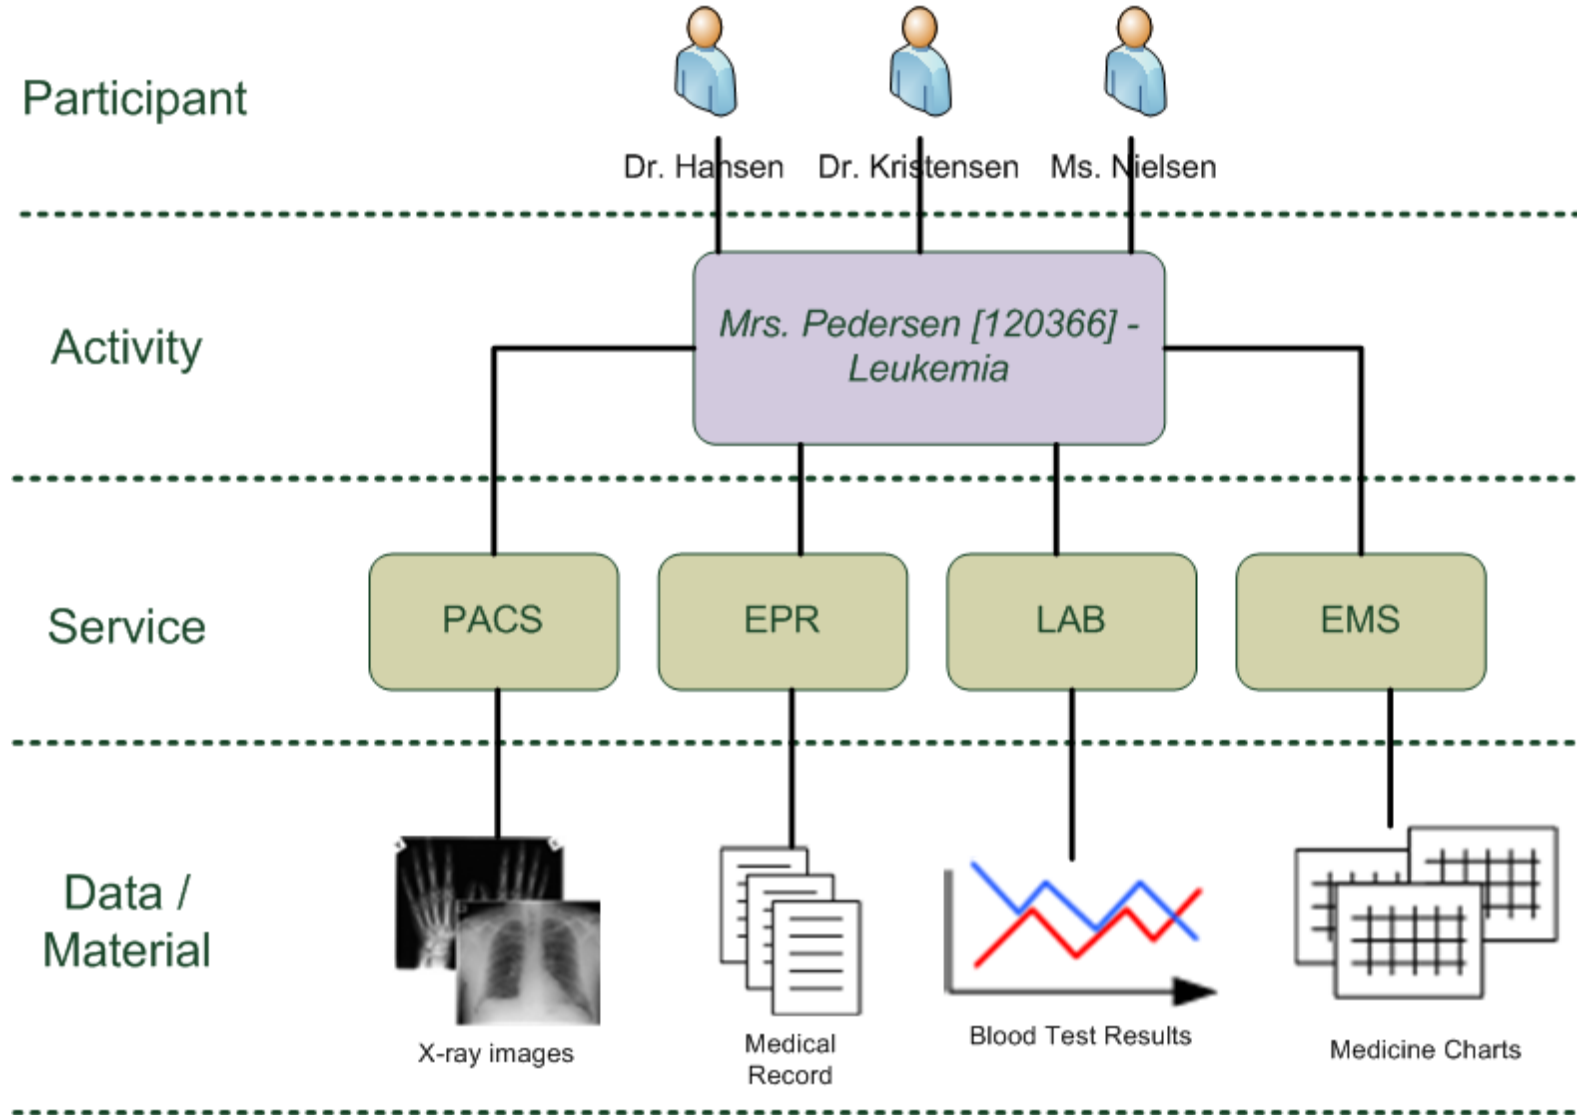 Participant
Dr. Hansen
Dr. Kristensen
Ms. Nielsen
Activity
Mrs. Pedersen [120366] -
Leukemia
Service
PACS
EPR
LAB
EMS
Data /
Material
X-ray images
Medical
Record
Blood Test Results
Medicine Charts